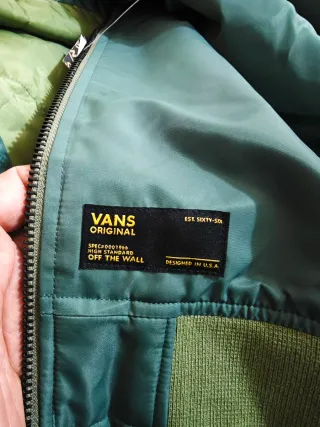 VANS
ORIGINAL
EST. SIXTY-SIX
SPEC#0001966
HIGH STANDARD
OFF THE WALL
DESIGNED IN U.S.A.